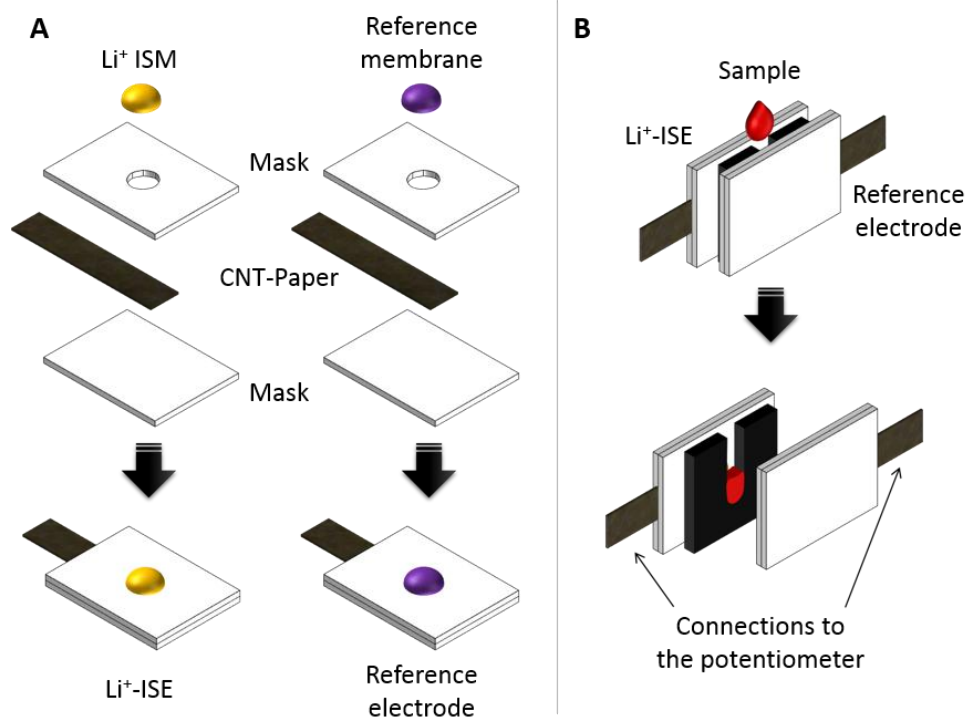 A
Li⁺ ISM
Reference
membrane
Mask
CNT-Paper
Mask
Li⁺-ISE
Reference
electrode
B
Sample
Li⁺-ISE
Reference
electrode
Connections to
the potentiometer